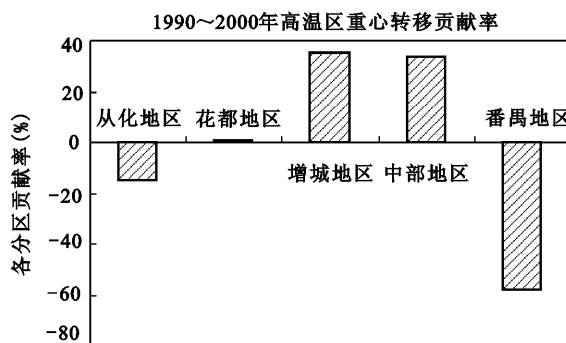 1990~2000年高温区重心转移贡献率
各分区贡献率(%)
40
20
0
-20
-40
-60
-80
从化地区
花都地区
增城地区
中部地区
番禺地区